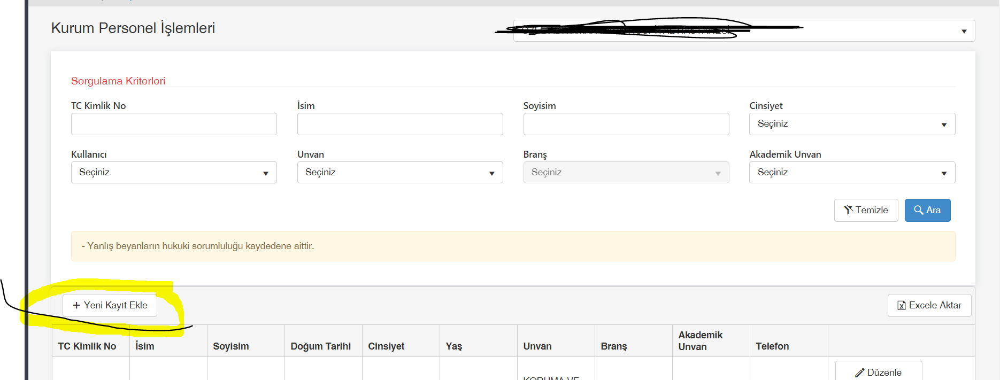 Kurum Personel İşlemleri
Sorgulama Kriterleri
TC Kimlik No İsim Soyisim Cinsiyet
Seçiniz
Kullanıcı Unvan Branş Akademik Unvan
Seçiniz Seçiniz Seçiniz Seçiniz
Temizle Ara
- Yanlış beyanların hukuki sorumluluğu kaydedene aittir.
+ Yeni Kayıt Ekle Excele Aktar
TC Kimlik No İsim Soyisim Doğum Tarihi Cinsiyet Yaş Unvan Branş Akademik Unvan Telefon
KORUMA VE Düzenle